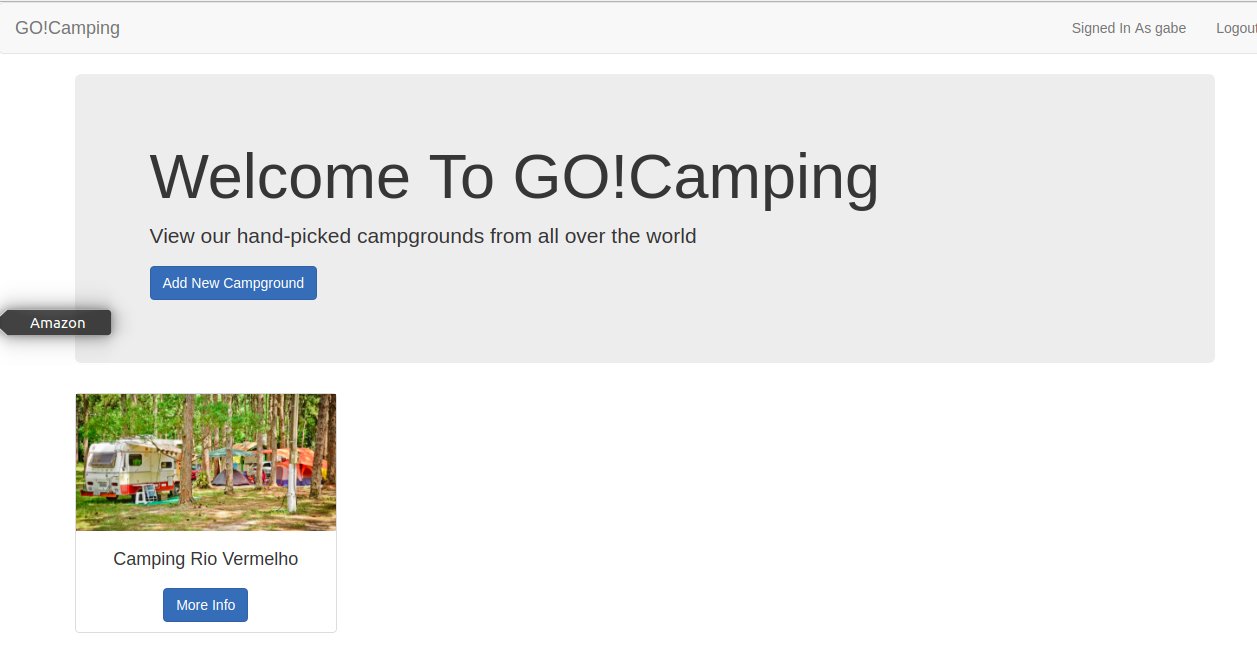 GO!Camping
Signed In As gabe
Logout
Welcome To GO!Camping
View our hand-picked campgrounds from all over the world
Add New Campground
Amazon
Camping Rio Vermelho
More Info